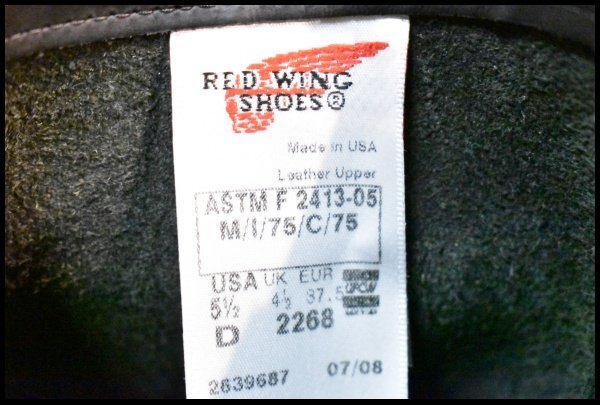 RED WING
SHOES®
Made in USA
Leather Upper
ASTM F 2413-05
M/I/75/C/75
USA UK EUR
5½ 4½ 37.5
D 2268
2639687 07/08